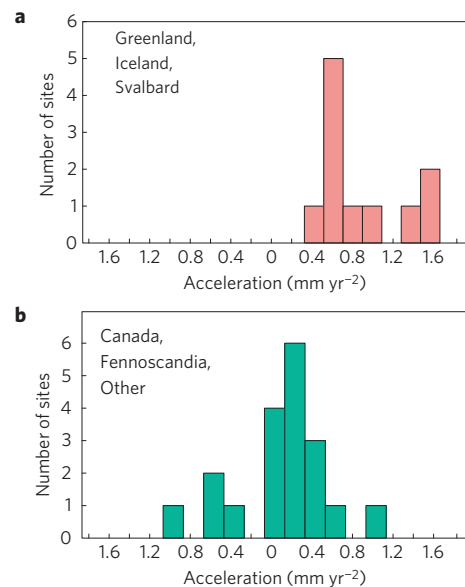 a
Greenland,
Iceland,
Svalbard
6
5
4
3
2
1
0
Number of sites
1.6 1.2 0.8 0.4 0 0.4 0.8 1.2 1.6
Acceleration (mm yr⁻²)
b
Canada,
Fennoscandia,
Other
6
5
4
3
2
1
0
Number of sites
1.6 1.2 0.8 0.4 0 0.4 0.8 1.2 1.6
Acceleration (mm yr⁻²)